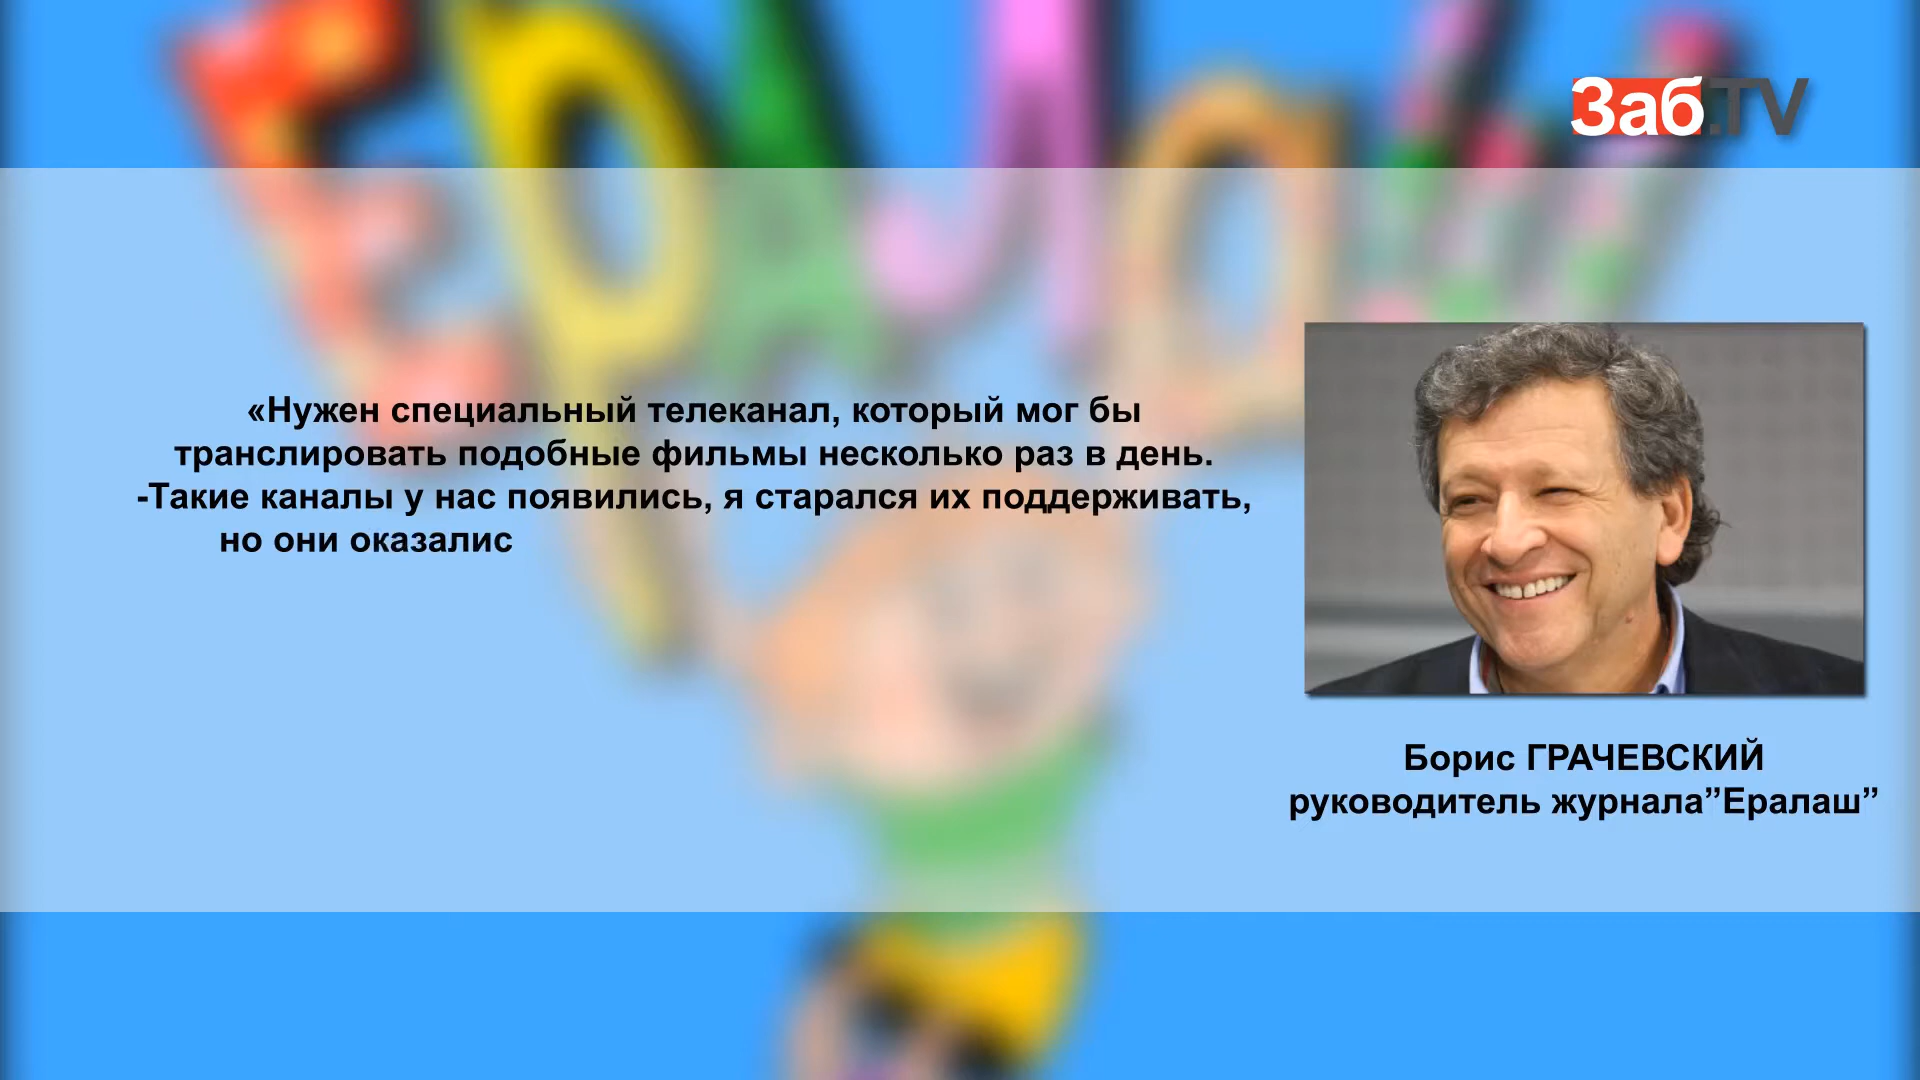 Ералаш
Заб.TV
«Нужен специальный телеканал, который мог бы
транслировать подобные фильмы несколько раз в день.
-Такие каналы у нас появились, я старался их поддерживать,
но они оказалис
Борис ГРАЧЕВСКИЙ
руководитель журнала”Ералаш”